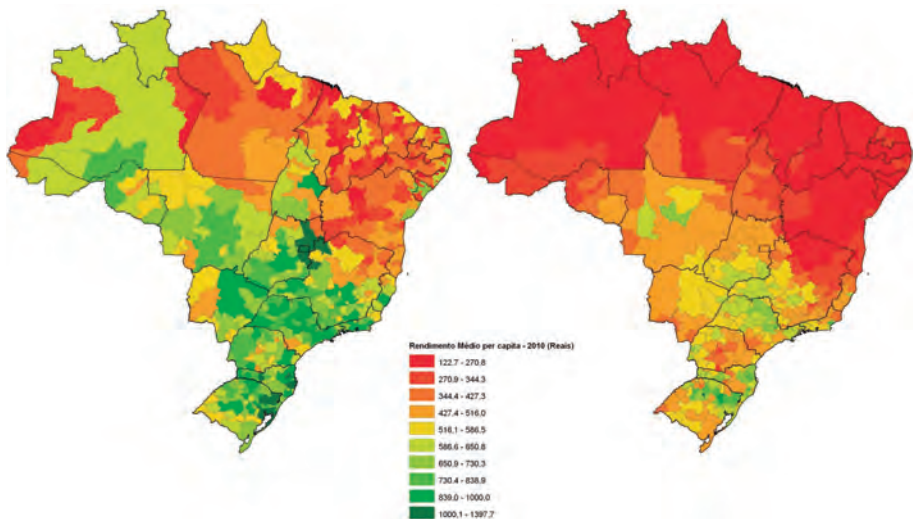 Rendimento Médio per capita - 2010 (Reais)
122.7 - 270.8
270.9 - 344.3
344.4 - 427.3
427.4 - 516.0
516.1 - 586.5
586.6 - 650.8
650.9 - 730.3
730.4 - 838.9
839.0 - 1000.0
1000.1 - 1397.7